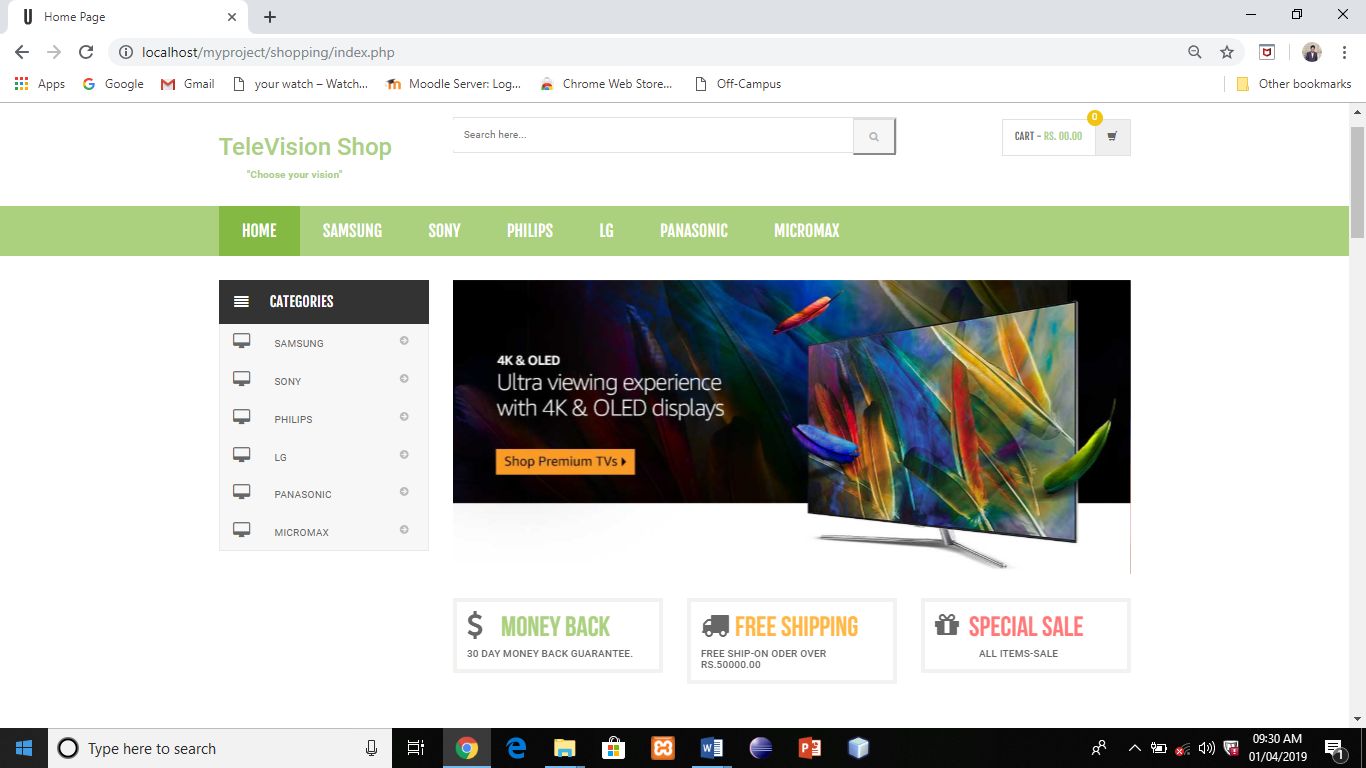 Home Page
localhost/myproject/shopping/index.php
Apps Google Gmail your watch – Watch... Moodle Server: Log... Chrome Web Store... Off-Campus Other bookmarks
TeleVision Shop
"Choose your vision"
Search here...
CART - RS. 00.00
0
HOME SAMSUNG SONY PHILIPS LG PANASONIC MICROMAX
CATEGORIES
SAMSUNG
SONY
PHILIPS
LG
PANASONIC
MICROMAX
4K & OLED
Ultra viewing experience
with 4K & OLED displays
Shop Premium TVs
MONEY BACK
30 DAY MONEY BACK GUARANTEE.
FREE SHIPPING
FREE SHIP-ON ODER OVER
RS.50000.00
SPECIAL SALE
ALL ITEMS-SALE
Type here to search
09:30 AM
01/04/2019
1